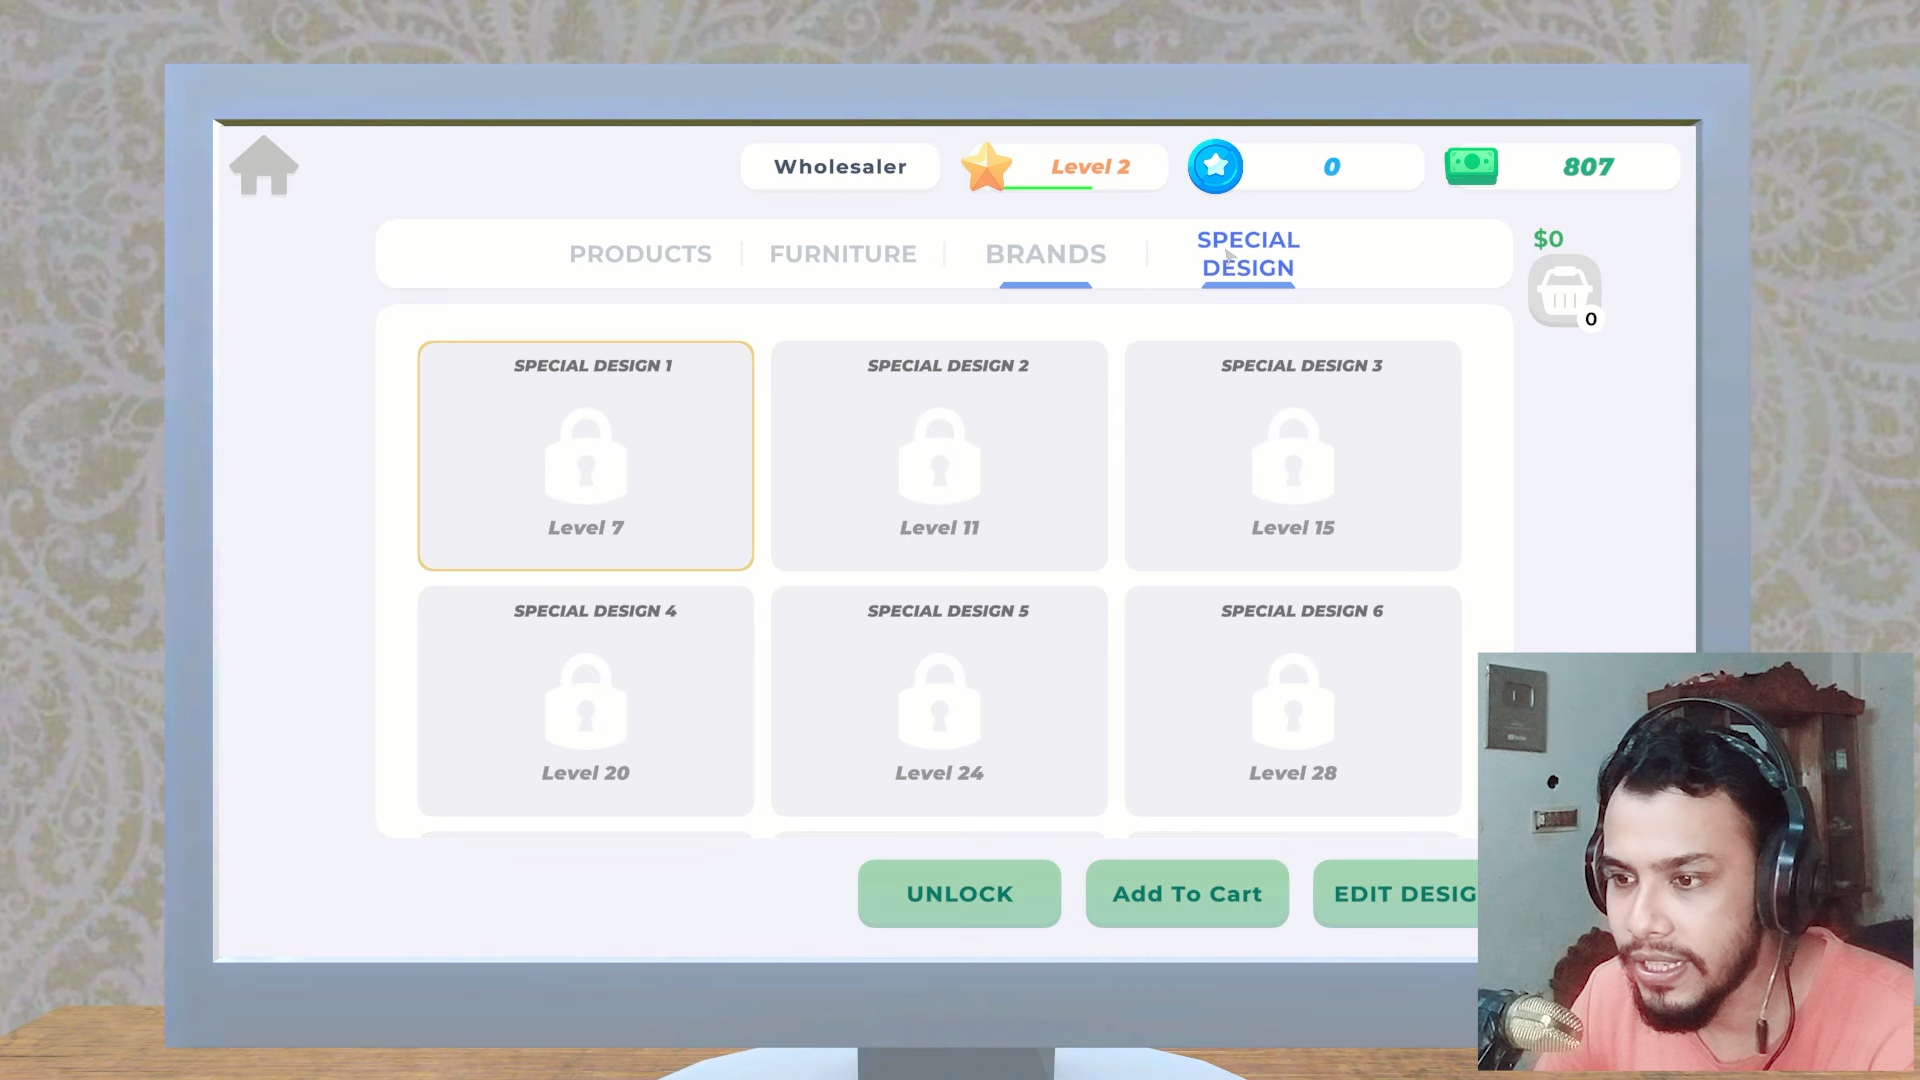 Wholesaler
Level 2
0
807
PRODUCTS
FURNITURE
BRANDS
SPECIAL
DESIGN
$0
0
SPECIAL DESIGN 1
SPECIAL DESIGN 2
SPECIAL DESIGN 3
Level 7
Level 11
Level 15
SPECIAL DESIGN 4
SPECIAL DESIGN 5
SPECIAL DESIGN 6
Level 20
Level 24
Level 28
UNLOCK
Add To Cart
EDIT DESIG